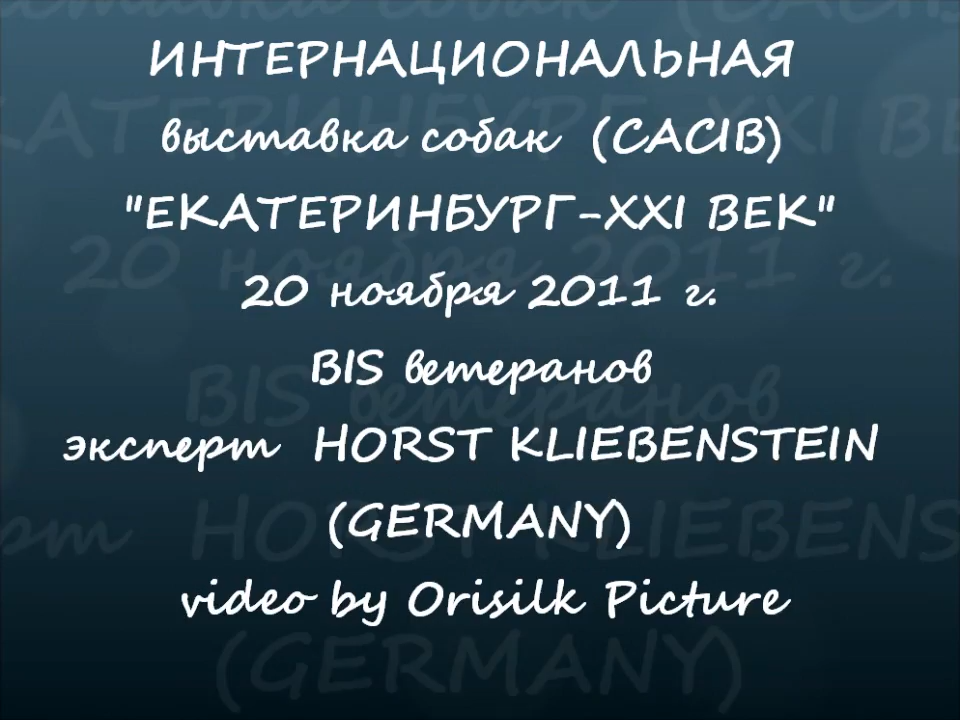 ИНТЕРНАЦИОНАЛЬНАЯ
выставка собак (CACIB)
"ЕКАТЕРИНБУРГ-XXI ВЕК"
20 ноября 2011 г.
BIS ветеранов
эксперт HORST KLIEBENSTEIN
(GERMANY)
video by Orisilk Picture